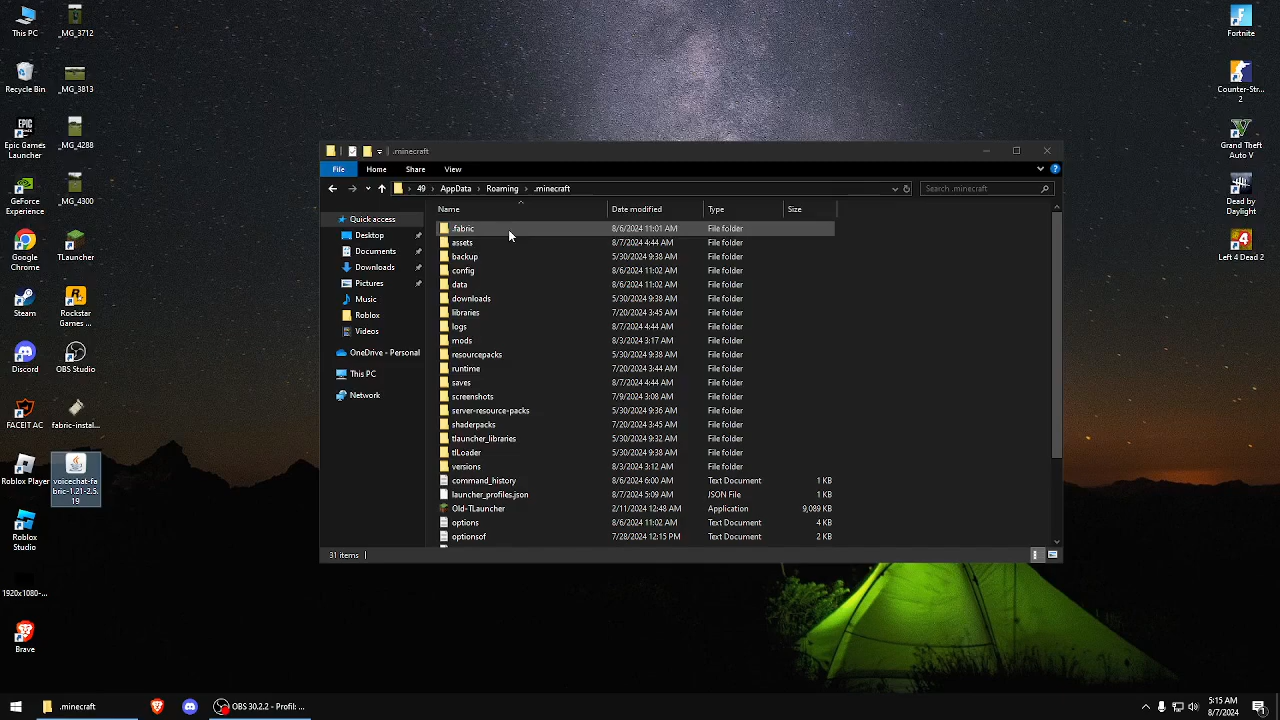 This PC
_MG_3712
Recycle Bin
_MG_3813
Epic Games
Launcher
_MG_4288
GeForce
Experience
_MG_4300
Google
Chrome
TLauncher
Steam
Rockstar
Games ...
Discord
OBS Studio
FACEIT AC
fabric-instal...
Roblox Player
voicechat-fa
bric-1.21-2.5.
19
Roblox
Studio
1920x1080-...
Brave
.minecraft
File
Home
Share
View
49
AppData
Roaming
.minecraft
Search .minecraft
Quick access
Desktop
Documents
Downloads
Pictures
Music
Roblox
Videos
OneDrive - Personal
This PC
Network
Name Date modified Type Size
.fabric 8/6/2024 11:01 AM File folder
assets 8/7/2024 4:44 AM File folder
backup 5/30/2024 9:38 AM File folder
config 8/6/2024 11:02 AM File folder
data 8/6/2024 11:02 AM File folder
downloads 5/30/2024 9:38 AM File folder
libraries 7/20/2024 3:45 AM File folder
logs 8/7/2024 4:44 AM File folder
mods 8/3/2024 3:17 AM File folder
resourcepacks 5/30/2024 9:38 AM File folder
runtime 7/20/2024 3:44 AM File folder
saves 8/7/2024 4:44 AM File folder
screenshots 7/9/2024 3:08 AM File folder
server-resource-packs 5/30/2024 9:36 AM File folder
shaderpacks 7/20/2024 3:45 AM File folder
tlauncher_libraries 5/30/2024 9:32 AM File folder
tlLoader 5/30/2024 9:38 AM File folder
versions 8/3/2024 3:12 AM File folder
command_history 8/6/2024 6:00 AM Text Document 1 KB
launcher_profiles.json 8/7/2024 5:09 AM JSON File 1 KB
Old-TLauncher 2/11/2024 12:48 AM Application 9,089 KB
options 8/6/2024 11:02 AM Text Document 4 KB
optionsof 7/28/2024 12:15 PM Text Document 2 KB
31 items
Fortnite
Counter-Str...
2
Grand Theft
Auto V
Dead by
Daylight
Left 4 Dead 2
.minecraft
OBS 30.2.2 - Profil: ...
5:15 AM
8/7/2024